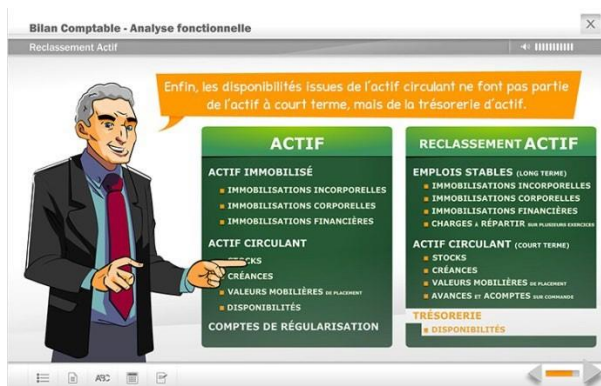 Bilan Comptable - Analyse fonctionnelle
Reclassement Actif
Enfin, les disponibilités issues de l'actif circulant ne font pas partie
de l'actif à court terme, mais de la trésorerie d'actif.
ACTIF
ACTIF IMMOBILISÉ
IMMOBILISATIONS INCORPORELLES
IMMOBILISATIONS CORPORELLES
IMMOBILISATIONS FINANCIÈRES
ACTIF CIRCULANT
STOCKS
CRÉANCES
VALEURS MOBILIÈRES DE PLACEMENT
DISPONIBILITÉS
COMPTES DE RÉGULARISATION
RECLASSEMENT ACTIF
EMPLOIS STABLES (LONG TERME)
IMMOBILISATIONS INCORPORELLES
IMMOBILISATIONS CORPORELLES
IMMOBILISATIONS FINANCIÈRES
CHARGES À RÉPARTIR SUR PLUSIEURS EXERCICES
ACTIF CIRCULANT (COURT TERME)
STOCKS
CRÉANCES
VALEURS MOBILIÈRES DE PLACEMENT
AVANCES ET ACOMPTES SUR COMMANDE
TRÉSORERIE
DISPONIBILITÉS
ABC